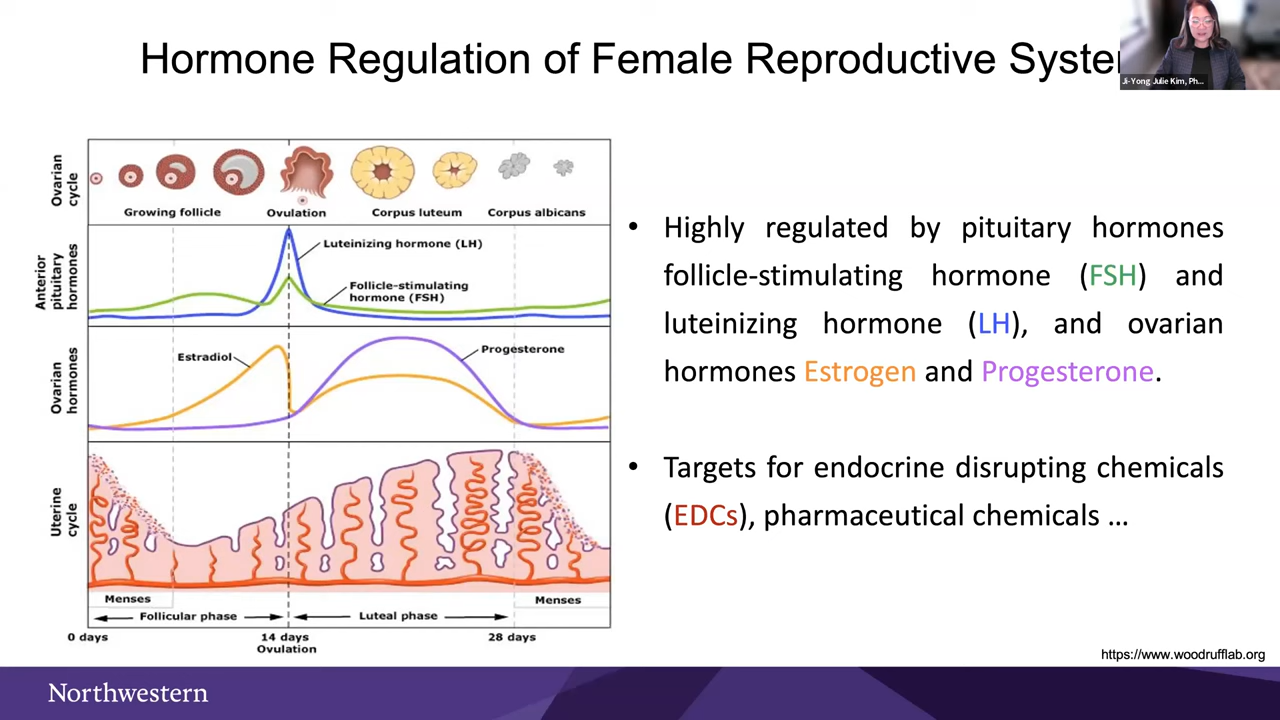 Hormone Regulation of Female Reproductive System
Ji-Yong Julie Kim, Ph...
Ovarian
cycle
Growing follicle
Ovulation
Corpus luteum
Corpus albicans
Anterior
pituitary
hormones
Luteinizing hormone (LH)
Follicle-stimulating
hormone (FSH)
Ovarian
hormones
Estradiol
Progesterone
Uterine
cycle
Menses
Menses
Follicular phase
Luteal phase
0 days
14 days
28 days
Ovulation
• Highly regulated by pituitary hormones
follicle-stimulating hormone (FSH) and
luteinizing hormone (LH), and ovarian
hormones Estrogen and Progesterone.
• Targets for endocrine disrupting chemicals
(EDCs), pharmaceutical chemicals …
https://www.woodrufflab.org
Northwestern